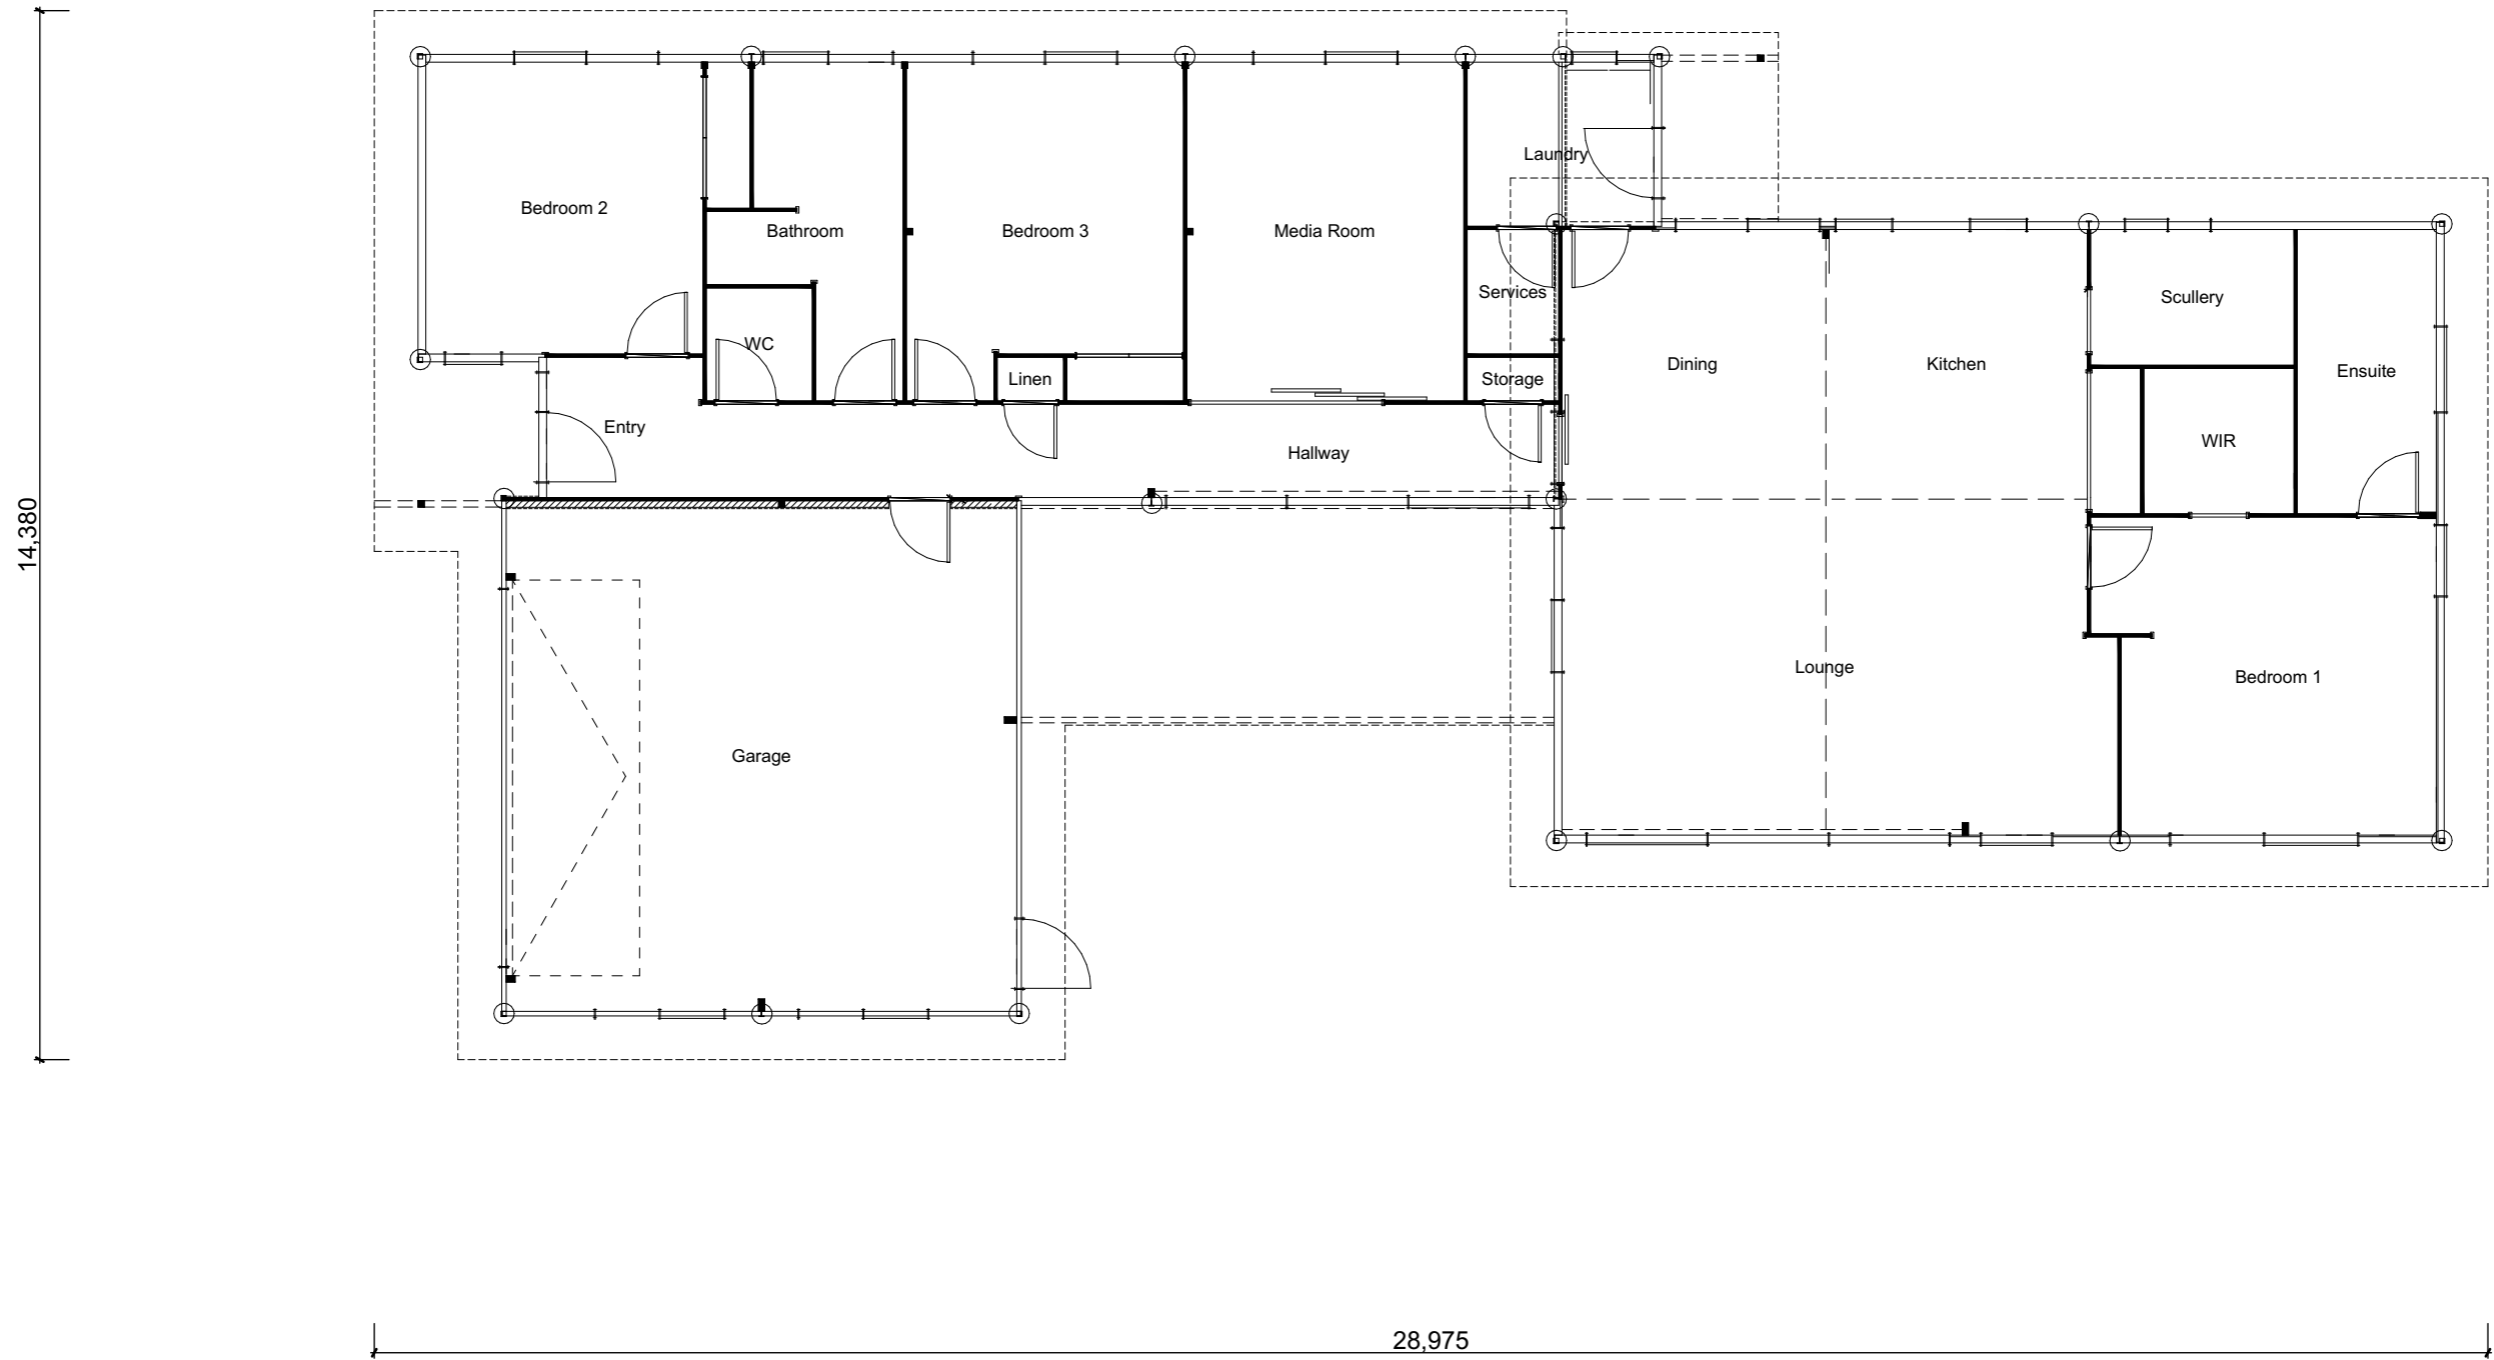 Laundry
Bedroom 2
Bathroom
Bedroom 3
Media Room
Services
Scullery
WC
Dining
Kitchen
Ensuite
Linen
Storage
Entry
WIR
Hallway
14,380
Lounge
Bedroom 1
Garage
28,975